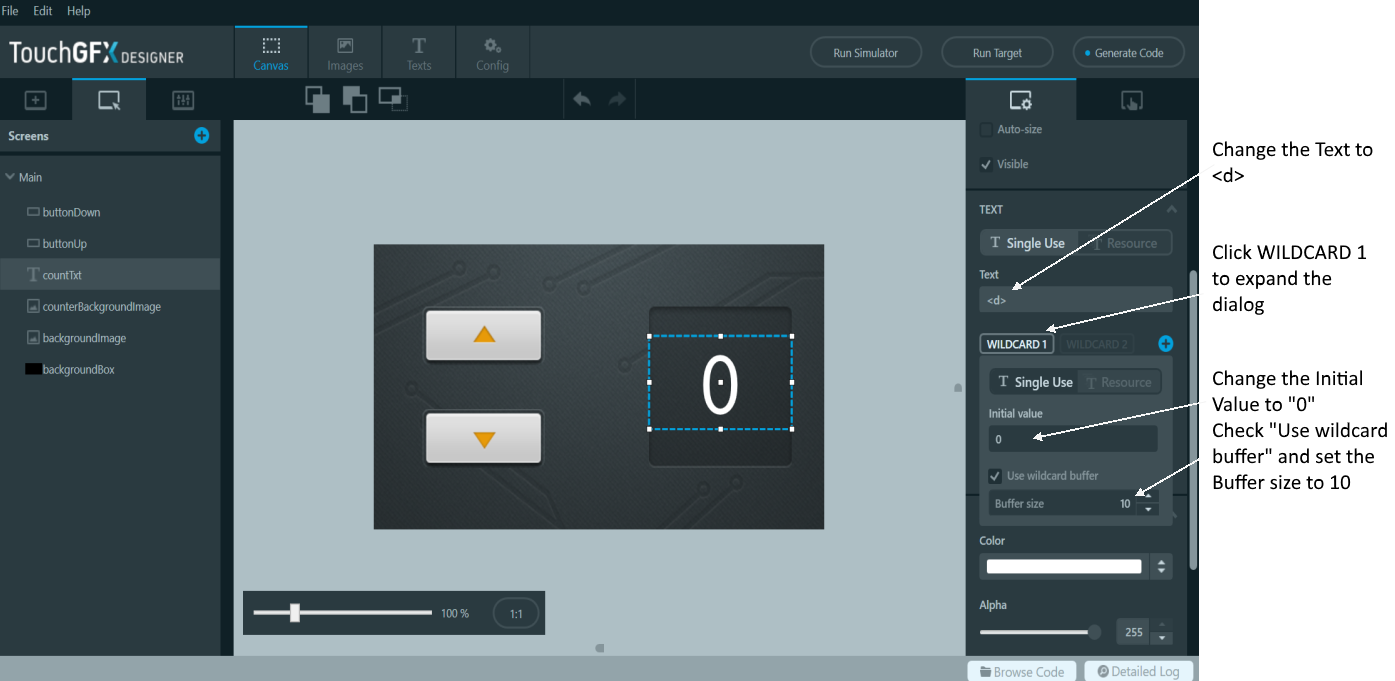 File Edit Help
TouchGFX DESIGNER
Canvas
Images
Texts
Config
Run Simulator
Run Target
Generate Code
Screens
Main
buttonDown
buttonUp
countTxt
counterBackgroundImage
backgroundImage
backgroundBox
0
100 %
1:1
Auto-size
Visible
TEXT
Single Use
Resource
Text
<d>
WILDCARD 1
WILDCARD 2
Single Use
Resource
Initial value
0
Use wildcard buffer
Buffer size 10
Color
Alpha
255
Browse Code
Detailed Log
Change the Text to
<d>
Click WILDCARD 1
to expand the
dialog
Change the Initial
Value to "0"
Check "Use wildcard
buffer" and set the
Buffer size to 10